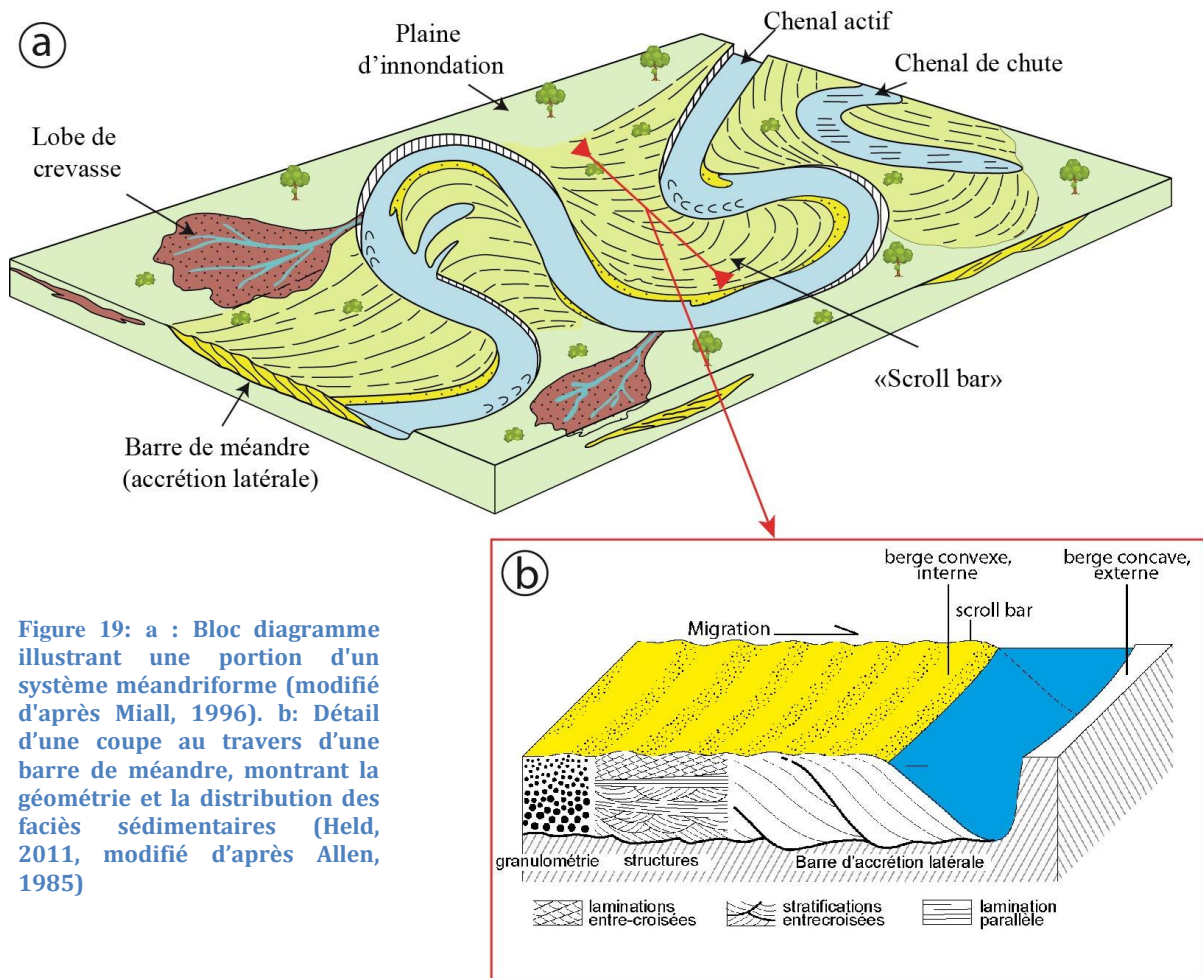 a
Chenal actif
Plaine
d'innondation
Chenal de chute
Lobe de
crevasse
«Scroll bar»
Barre de méandre
(accrétion latérale)
b
berge convexe,
interne
berge concave,
externe
scroll bar
Migration
granulométrie
structures
Barre d'accrétion latérale
laminations
entre-croisées
stratifications
entrecroisées
lamination
parallèle
Figure 19: a : Bloc diagramme
illustrant une portion d'un
système méandriforme (modifié
d'après Miall, 1996). b: Détail
d'une coupe au travers d'une
barre de méandre, montrant la
géométrie et la distribution des
faciès sédimentaires (Held,
2011, modifié d'après Allen,
1985)